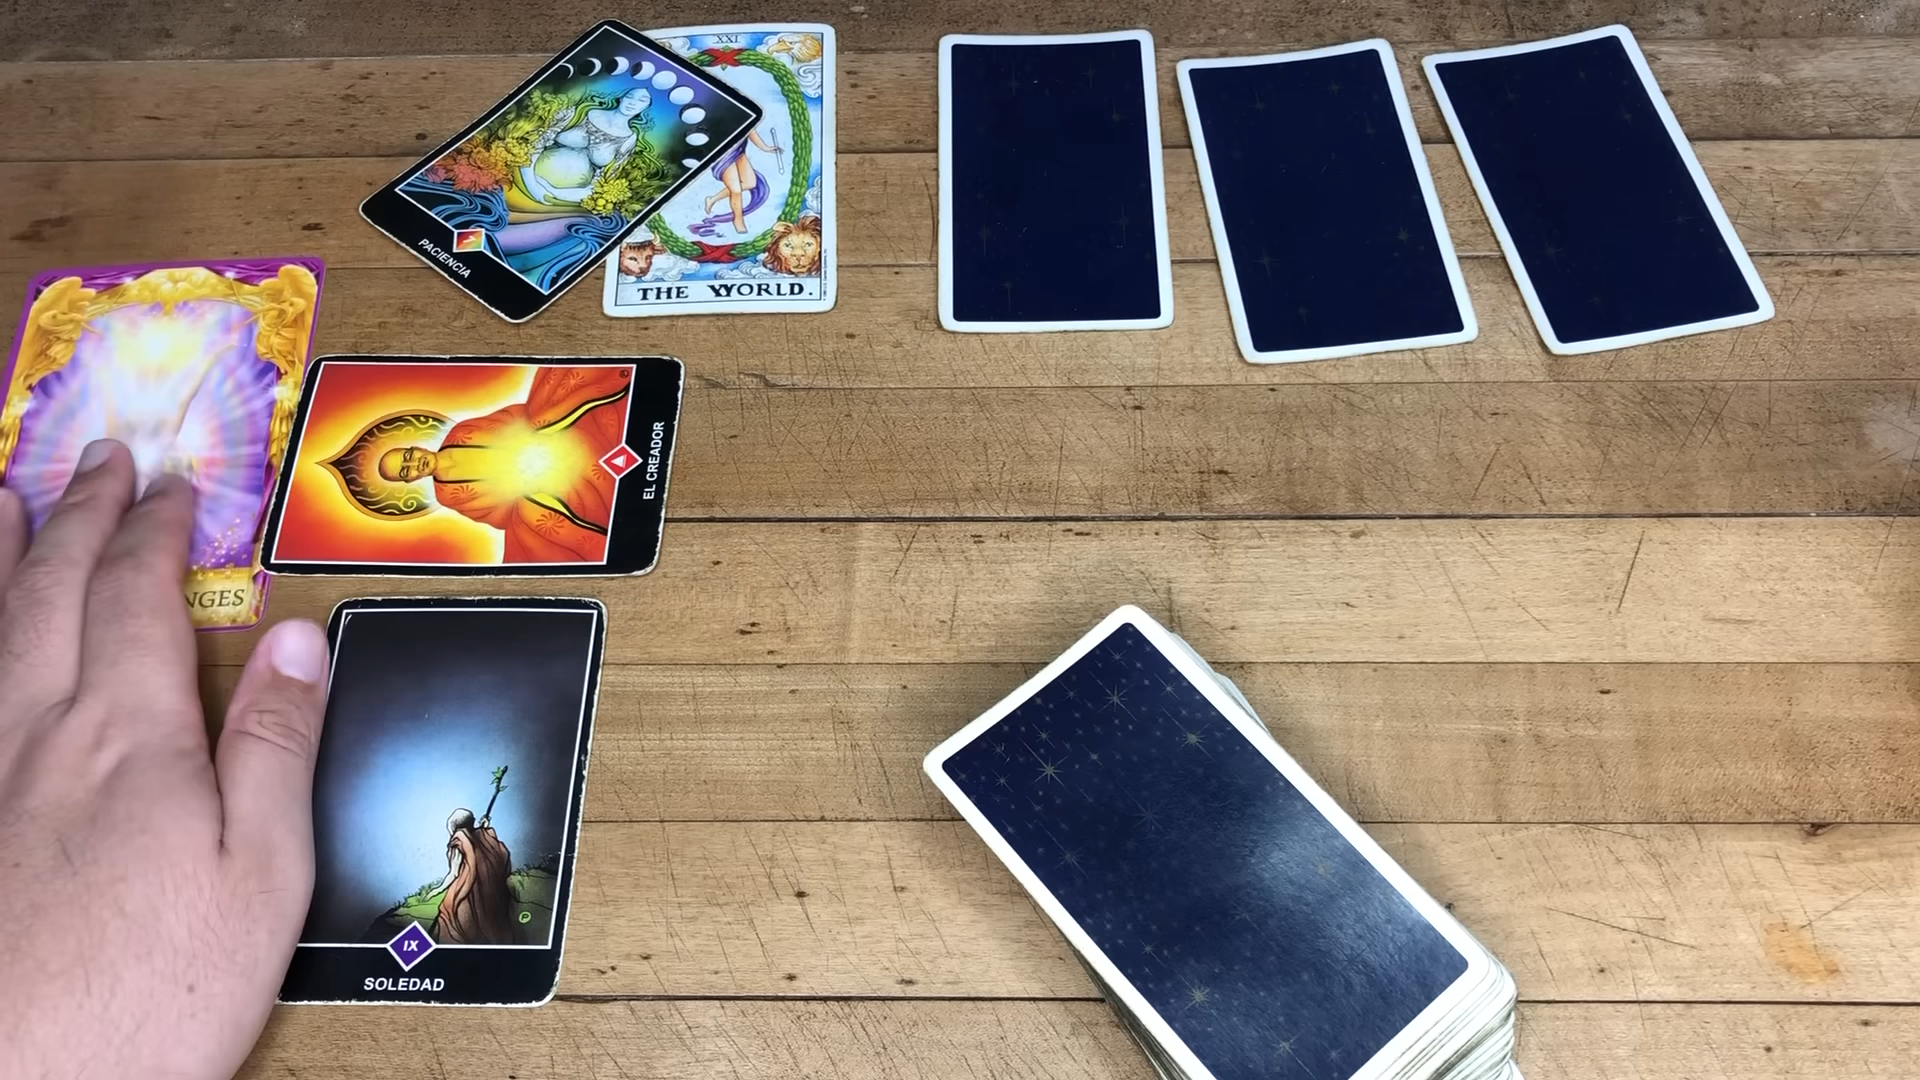 XXI
PACIENCIA
THE WORLD.
EL CREADOR
NGES
IX
SOLEDAD